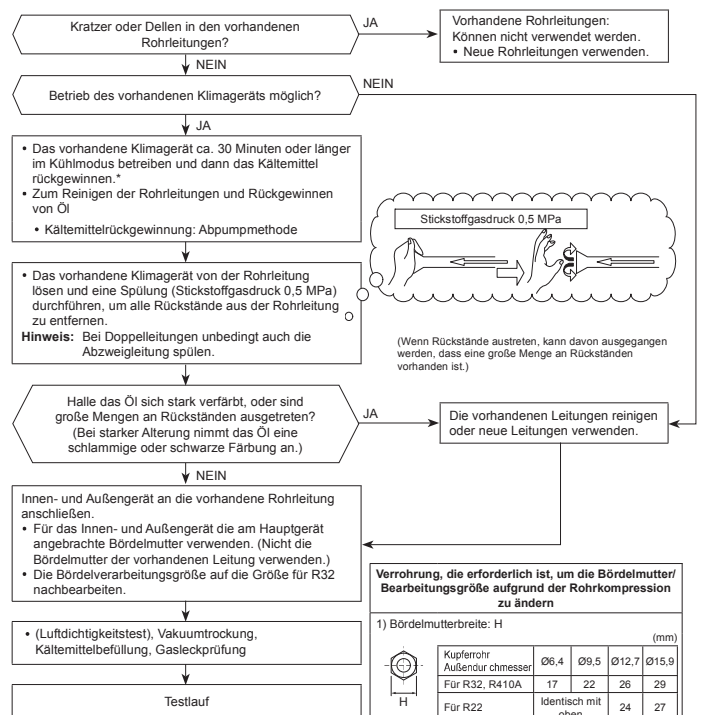 Kratzer oder Dellen in den vorhandenen
Rohrleitungen?
JA
Vorhandene Rohrleitungen:
Können nicht verwendet werden.
• Neue Rohrleitungen verwenden.
NEIN
Betrieb des vorhandenen Klimageräts möglich?
NEIN
JA
• Das vorhandene Klimagerät ca. 30 Minuten oder länger
im Kühlmodus betreiben und dann das Kältemittel
rückgewinnen.*
• Zum Reinigen der Rohrleitungen und Rückgewinnen
von Öl
• Kältemittelrückgewinnung: Abpumpmethode
Stickstoffgasdruck 0,5 MPa
• Das vorhandene Klimagerät von der Rohrleitung
lösen und eine Spülung (Stickstoffgasdruck 0,5 MPa)
durchführen, um alle Rückstände aus der Rohrleitung
zu entfernen.
Hinweis: Bei Doppelleitungen unbedingt auch die
Abzweigleitung spülen.
(Wenn Rückstände austreten, kann davon ausgegangen
werden, dass eine große Menge an Rückständen
vorhanden ist.)
Halle das Öl sich stark verfärbt, oder sind
große Mengen an Rückständen ausgetreten?
(Bei starker Alterung nimmt das Öl eine
schlammige oder schwarze Färbung an.)
JA
Die vorhandenen Leitungen reinigen
oder neue Leitungen verwenden.
NEIN
Innen- und Außengerät an die vorhandene Rohrleitung
anschließen.
• Für das Innen- und Außengerät die am Hauptgerät
angebrachte Bördelmutter verwenden. (Nicht die
Bördelmutter der vorhandenen Leitung verwenden.)
• Die Bördelverarbeitungsgröße auf die Größe für R32
nachbearbeiten.
• (Luftdichtigkeitstest), Vakuumtrockung,
Kältemittelbefüllung, Gasleckprüfung
Testlauf
Verrohrung, die erforderlich ist, um die Bördelmutter/
Bearbeitungsgröße aufgrund der Rohrkompression
zu ändern
1) Bördelmutterbreite: H
(mm)
H
Kupferrohr
Außendur chmesser Ø6,4 Ø9,5 Ø12,7 Ø15,9
Für R32, R410A 17 22 26 29
Für R22 Identisch mit
oben 24 27